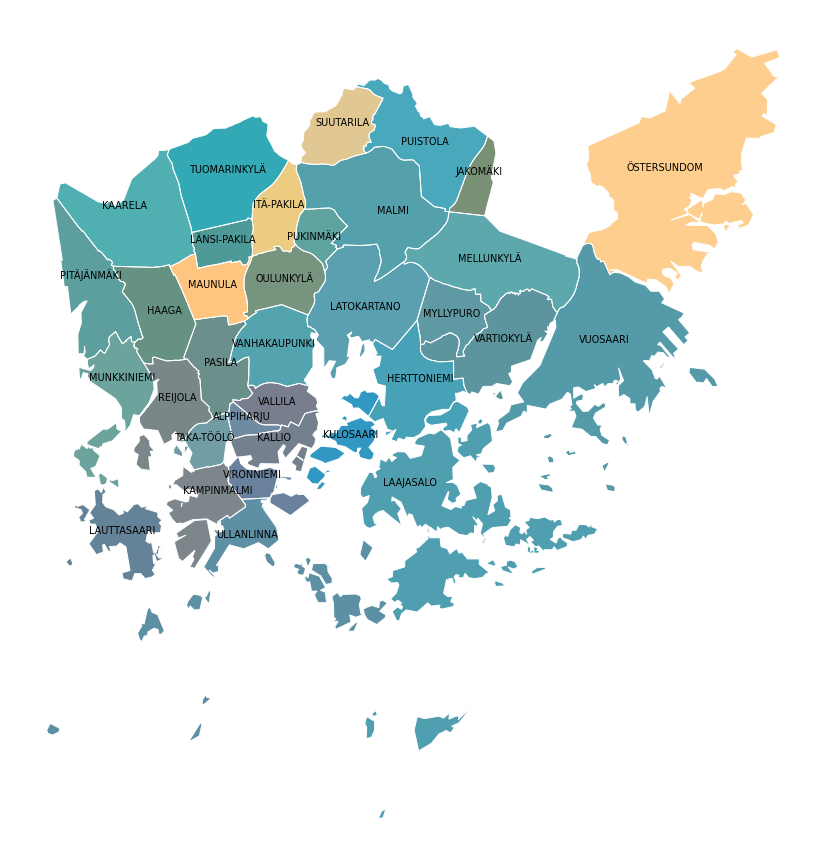 SUUTARILA
PUISTOLA
ÖSTERSUNDOM
TUOMARINKYLÄ
JAKOMÄKI
KAARELA
ITÄ-PAKILA
MALMI
LÄNSI-PAKILA
PUKINMÄKI
MELLUNKYLÄ
PITÄJÄNMÄKI
OULUNKYLÄ
MAUNULA
LATOKARTANO
HAAGA
MYLLYPURO
VARTIOKYLÄ
VUOSAARI
VANHAKAUPUNKI
PASILA
MUNKKINIEMI
HERTTONIEMI
REIJOLA
VALLILA
ALPPIHARJU
TAKA-TÖÖLÖ
KALLIO
KULOSAARI
VIRONNIEMI
LAAJASALO
KAMPINMALMI
LAUTTASAARI
ULLANLINNA